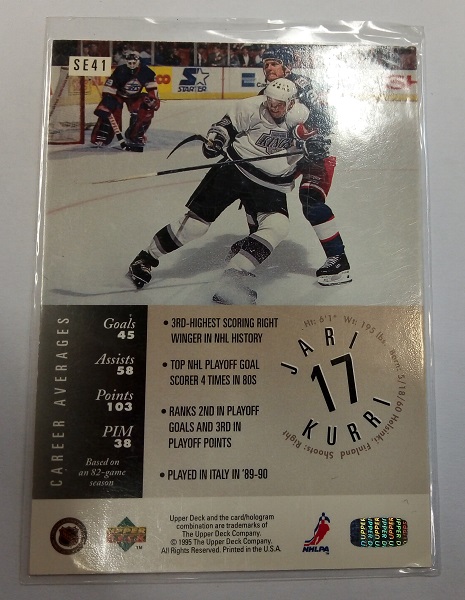 SE41
STARTER
KINGS
CAREER AVERAGES
Goals
45
Assists
58
Points
103
PIM
38
Based on
an 82-game
season
• 3RD-HIGHEST SCORING RIGHT
WINGER IN NHL HISTORY
• TOP NHL PLAYOFF GOAL
SCORER 4 TIMES IN 80S
• RANKS 2ND IN PLAYOFF
GOALS AND 3RD IN
PLAYOFF POINTS
• PLAYED IN ITALY IN '89-90
Ht: 6'1" Wt: 195 lbs. Born: 5/18/60 Helsinki, Finland Shoots: Right
JARI
17
KURRI
Upper Deck and the card/hologram
combination are trademarks of
The Upper Deck Company.
© 1995 The Upper Deck Company.
All Rights Reserved. Printed in the U.S.A.
UPPER DECK
TM
NHLPA